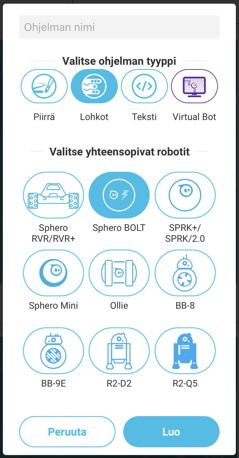 Ohjelman nimi
Valitse ohjelman tyyppi
Piirrä
Lohkot
Teksti
Virtual Bot
Valitse yhteensopivat robotit
Sphero
RVR/RVR+
Sphero BOLT
SPRK+/
SPRK/2.0
Sphero Mini
Ollie
BB-8
BB-9E
R2-D2
R2-Q5
Peruuta
Luo